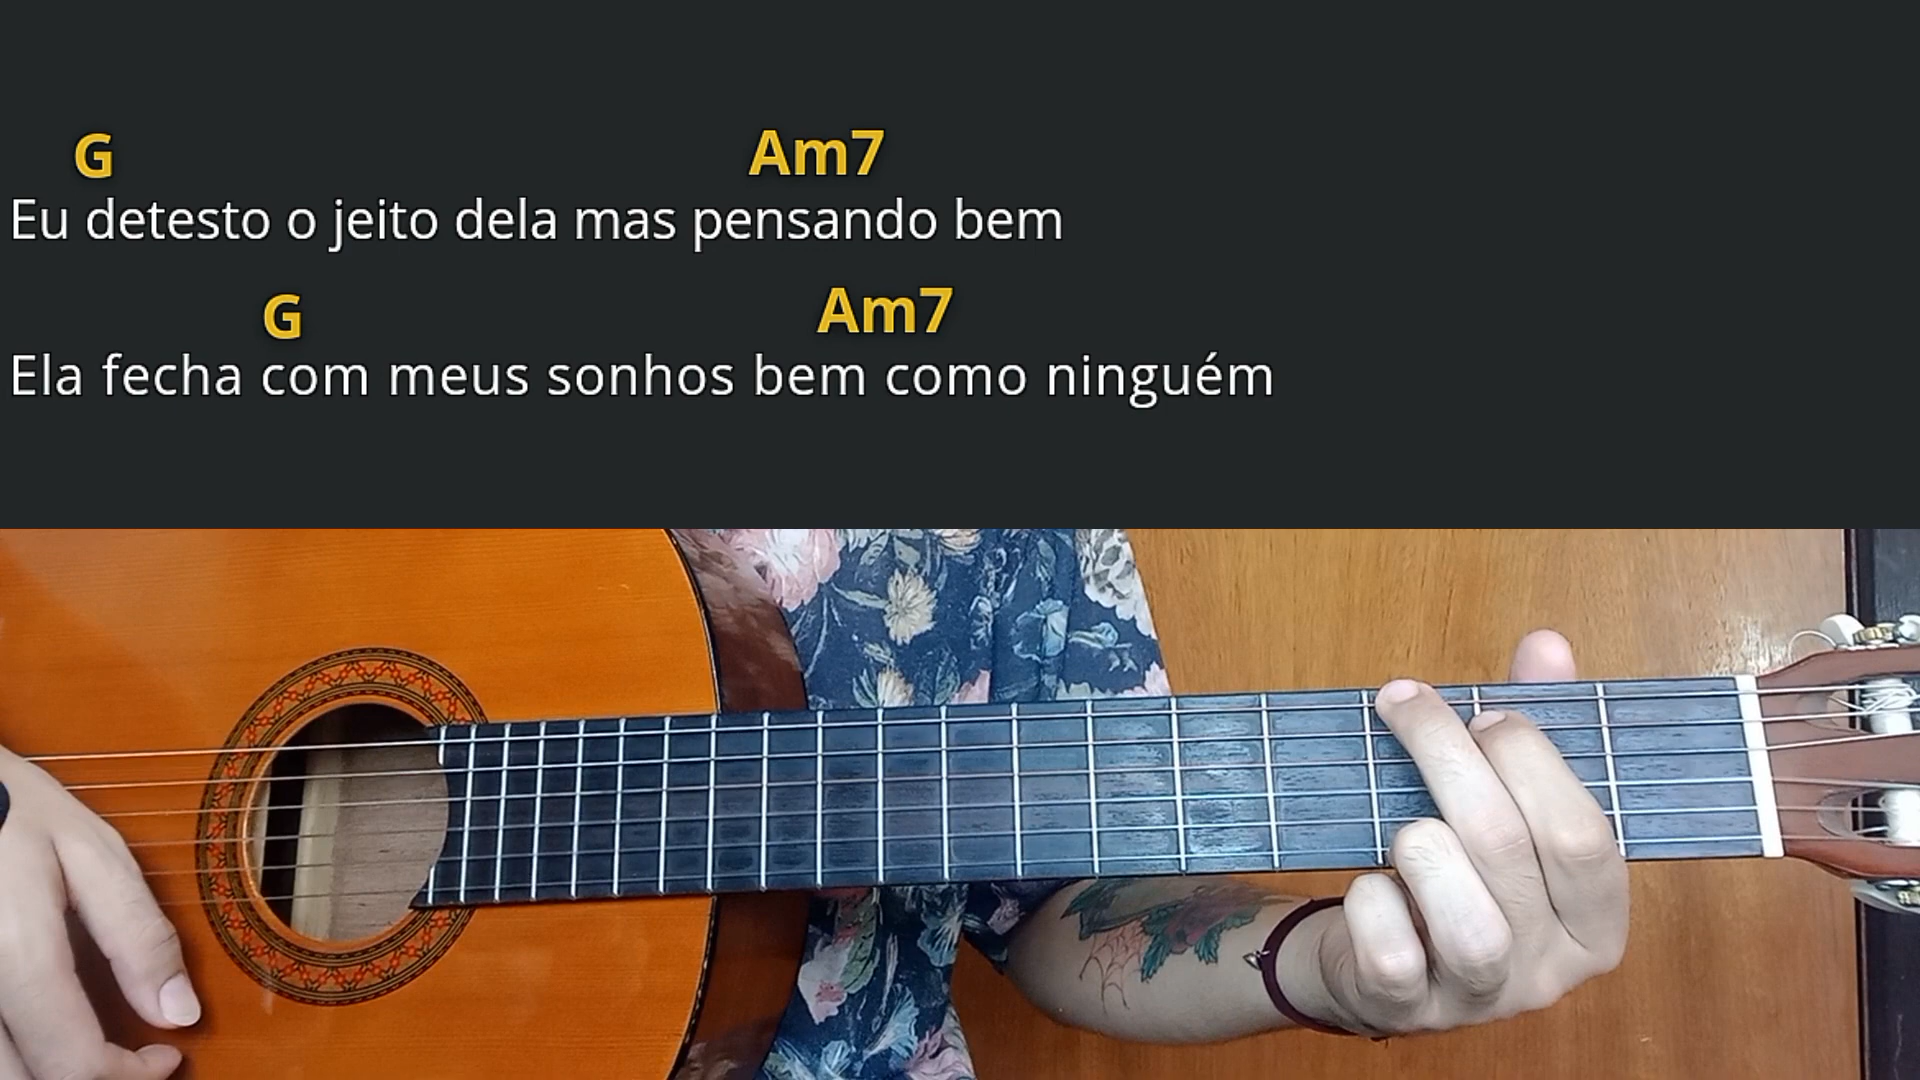 G Am7
Eu detesto o jeito dela mas pensando bem
G Am7
Ela fecha com meus sonhos bem como ninguém